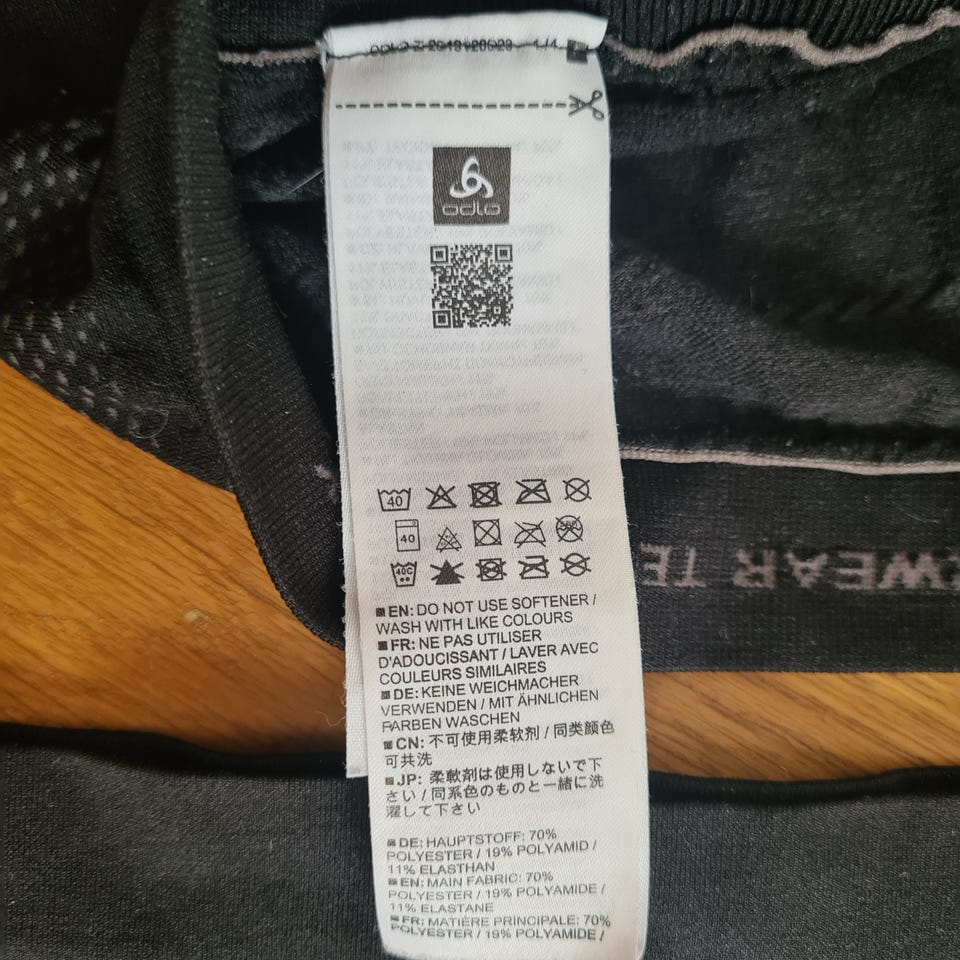 odlo
40
40
40C
EN: DO NOT USE SOFTENER /
WASH WITH LIKE COLOURS
FR: NE PAS UTILISER
D'ADOUCISSANT / LAVER AVEC
COULEURS SIMILAIRES
DE: KEINE WEICHMACHER
VERWENDEN / MIT ÄHNLICHEN
FARBEN WASCHEN
CN: 不可使用柔软剂 / 同类颜色
可共洗
JP: 柔軟剤は使用しないで下
さい / 同系色のものと一緒に洗
濯して下さい
DE: HAUPTSTOFF: 70%
POLYESTER / 19% POLYAMID /
11% ELASTHAN
EN: MAIN FABRIC: 70%
POLYESTER / 19% POLYAMIDE /
11% ELASTANE
FR: MATIÈRE PRINCIPALE: 70%
POLYESTER / 19% POLYAMIDE /
WEAR TE